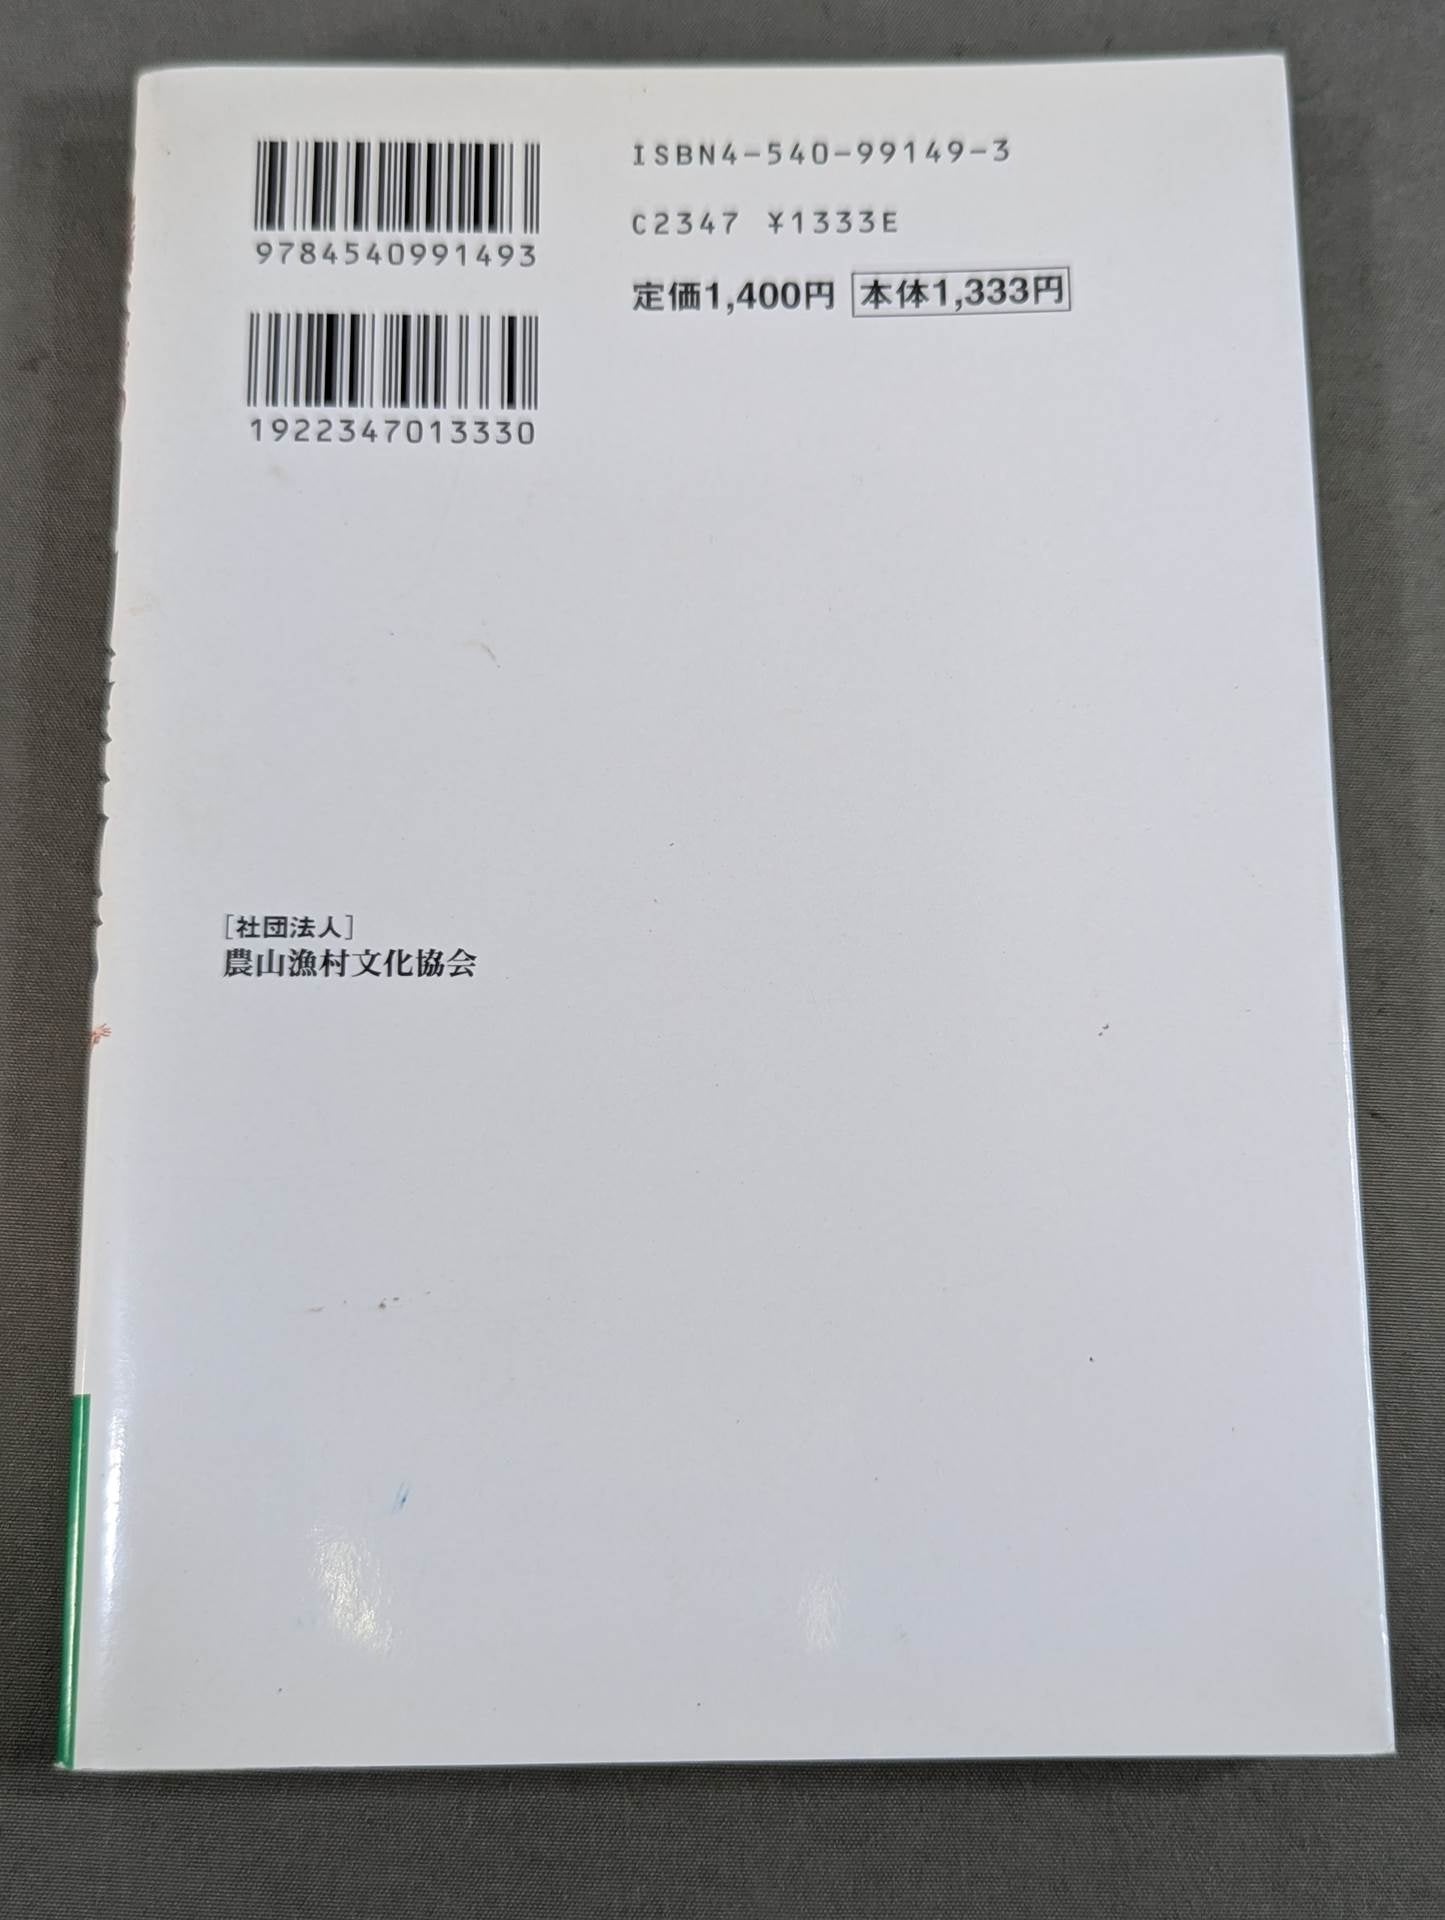 9784540991493
1922347013330
ISBN4-540-99149-3
C2347 ¥1333E
定価1,400円 本体1,333円
［社団法人］
農山漁村文化協会